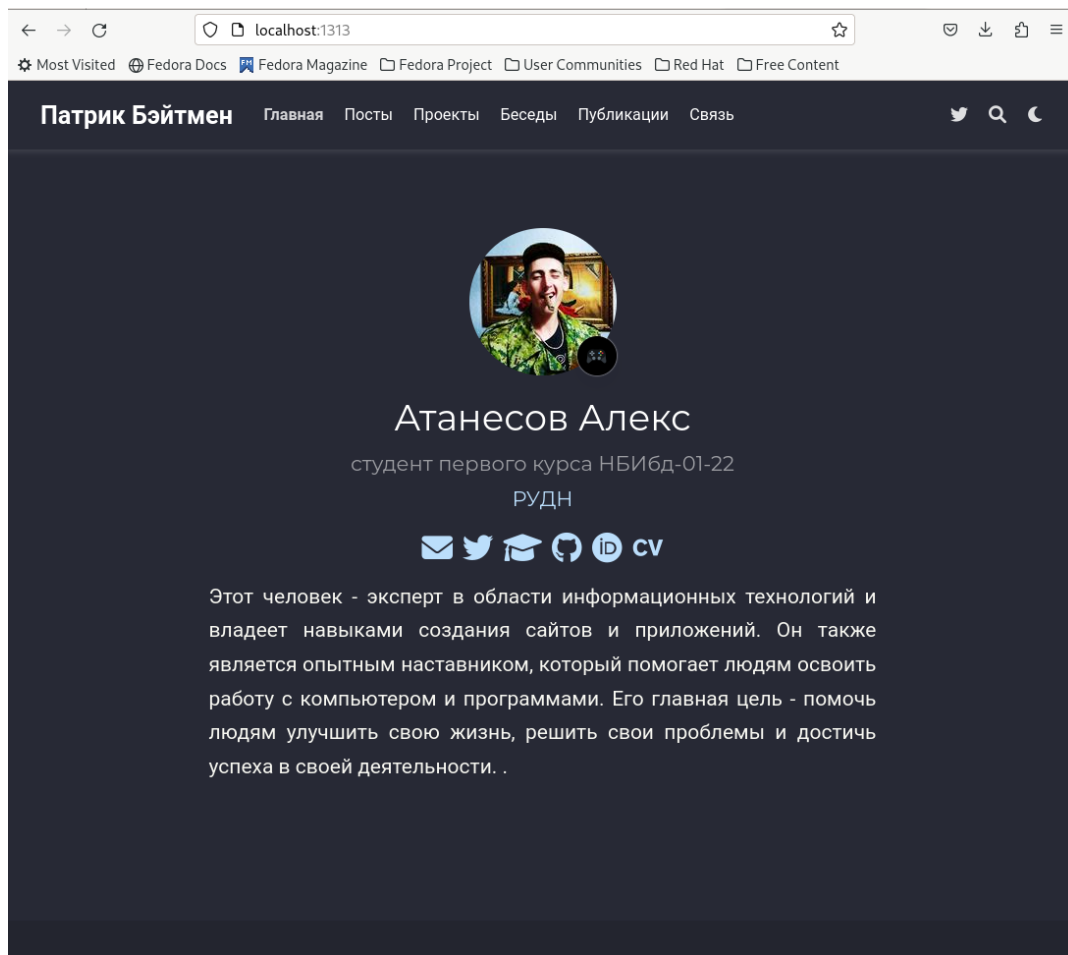 localhost:1313
Most Visited Fedora Docs Fedora Magazine Fedora Project User Communities Red Hat Free Content
Патрик Бэйтмен Главная Посты Проекты Беседы Публикации Связь
Атанесов Алекс
студент первого курса НБИбд-01-22
РУДН
iD CV
Этот человек - эксперт в области информационных технологий и
владеет навыками создания сайтов и приложений. Он также
является опытным наставником, который помогает людям освоить
работу с компьютером и программами. Его главная цель - помочь
людям улучшить свою жизнь, решить свои проблемы и достичь
успеха в своей деятельности. .